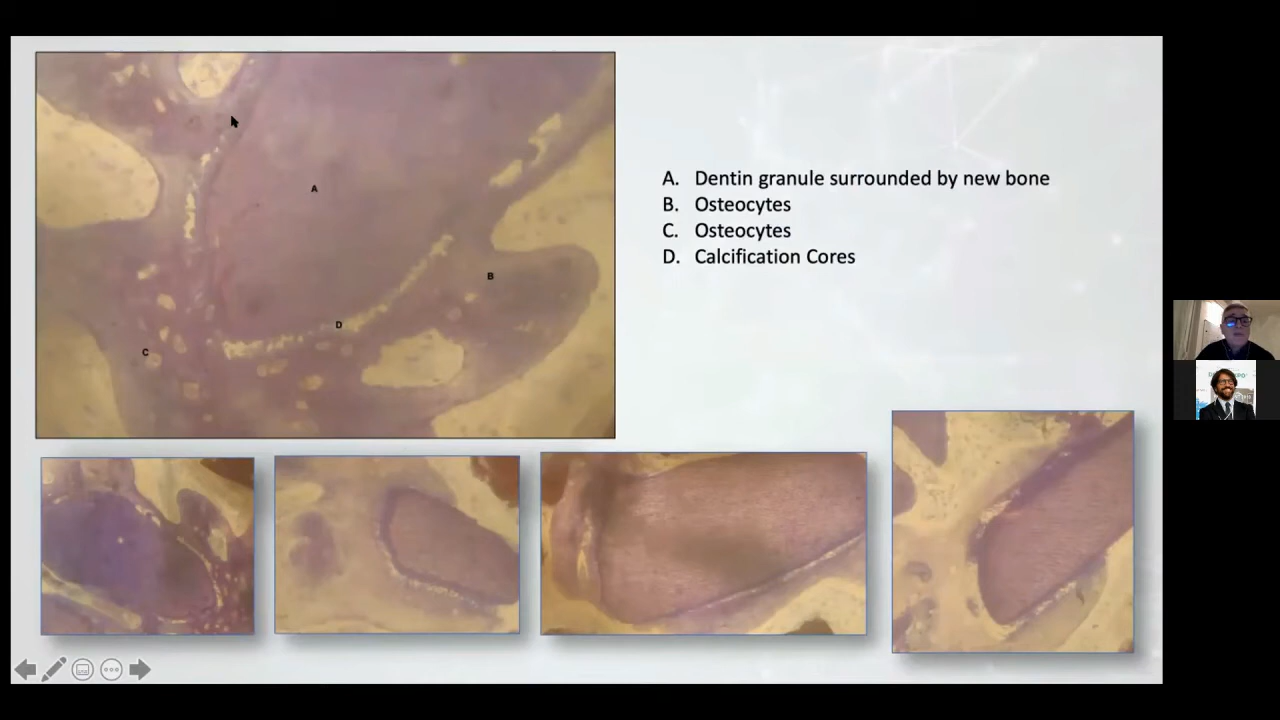 A
B
D
C
A. Dentin granule surrounded by new bone
B. Osteocytes
C. Osteocytes
D. Calcification Cores